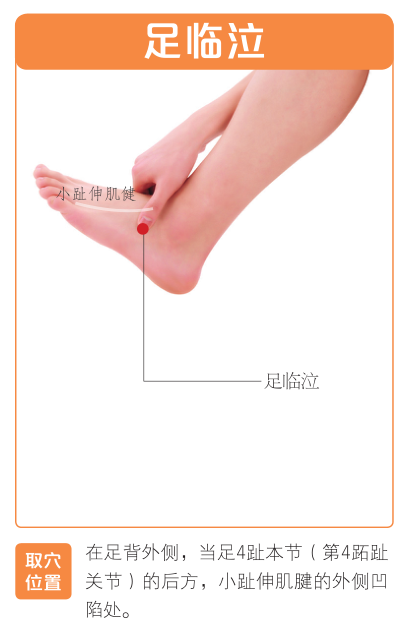 足临泣
小趾伸肌健
足临泣
取穴
位置
在足背外侧，当足4趾本节（第4跖趾
关节）的后方，小趾伸肌腱的外侧凹
陷处。